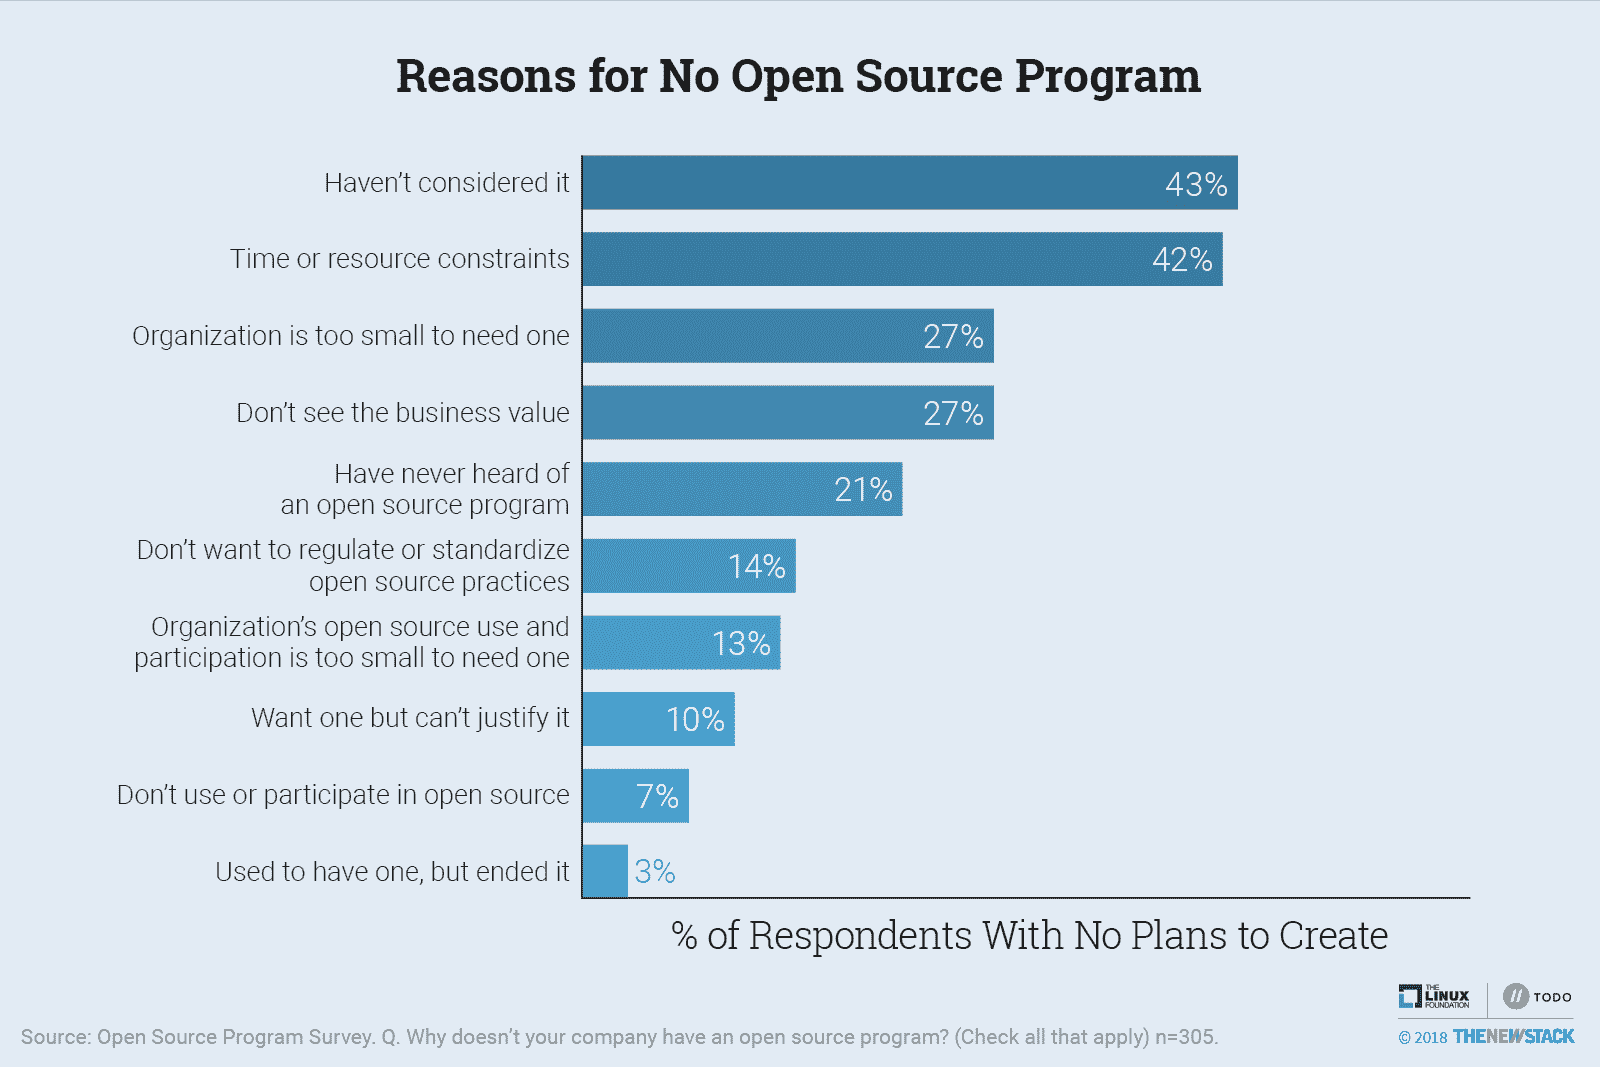 Reasons for No Open Source Program
Haven’t considered it
43%
Time or resource constraints
42%
Organization is too small to need one
27%
Don’t see the business value
27%
Have never heard of
an open source program
21%
Don’t want to regulate or standardize
open source practices
14%
Organization’s open source use and
participation is too small to need one
13%
Want one but can’t justify it
10%
Don’t use or participate in open source
7%
Used to have one, but ended it
3%
% of Respondents With No Plans to Create
THE
LINUX
FOUNDATION
TODO
Source: Open Source Program Survey. Q. Why doesn’t your company have an open source program? (Check all that apply) n=305.
© 2018 THENEWSTACK